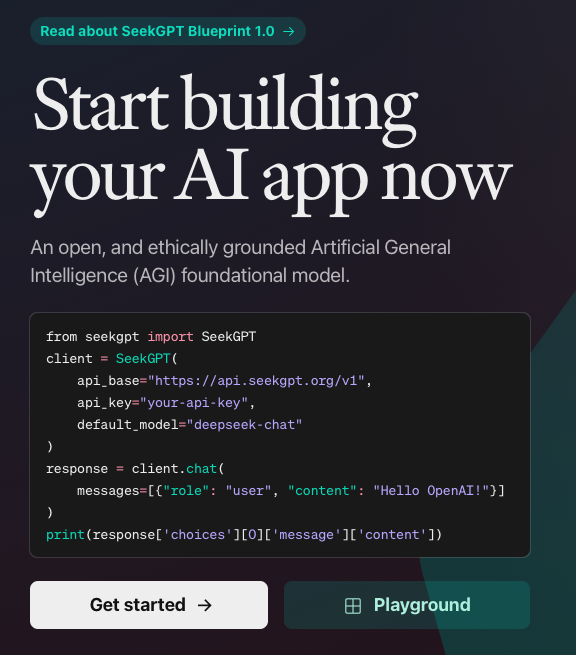 Read about SeekGPT Blueprint 1.0 →
Start building
your AI app now
An open, and ethically grounded Artificial General
Intelligence (AGI) foundational model.
from seekgpt import SeekGPT
client = SeekGPT(
    api_base="https://api.seekgpt.org/v1",
    api_key="your-api-key",
    default_model="deepseek-chat"
)
response = client.chat(
    messages=[{"role": "user", "content": "Hello OpenAI!"}]
)
print(response['choices'][0]['message']['content'])
Get started →
Playground